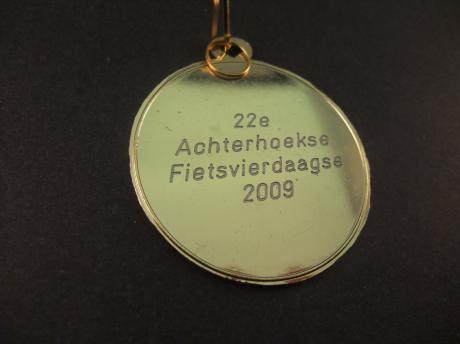 22e
Achterhoekse
Fietsvierdaagse
2009